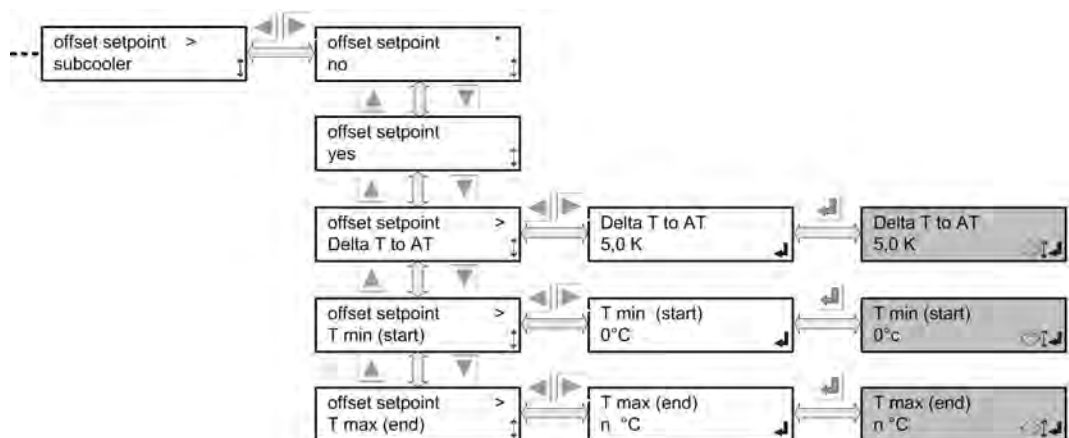 offset setpoint >
subcooler
offset setpoint *
no
offset setpoint
yes
offset setpoint >
Delta T to AT
Delta T to AT
5,0 K
Delta T to AT
5,0 K
offset setpoint >
T min (start)
T min (start)
0°C
T min (start)
0°c
offset setpoint >
T max (end)
T max (end)
n °C
T max (end)
n °C